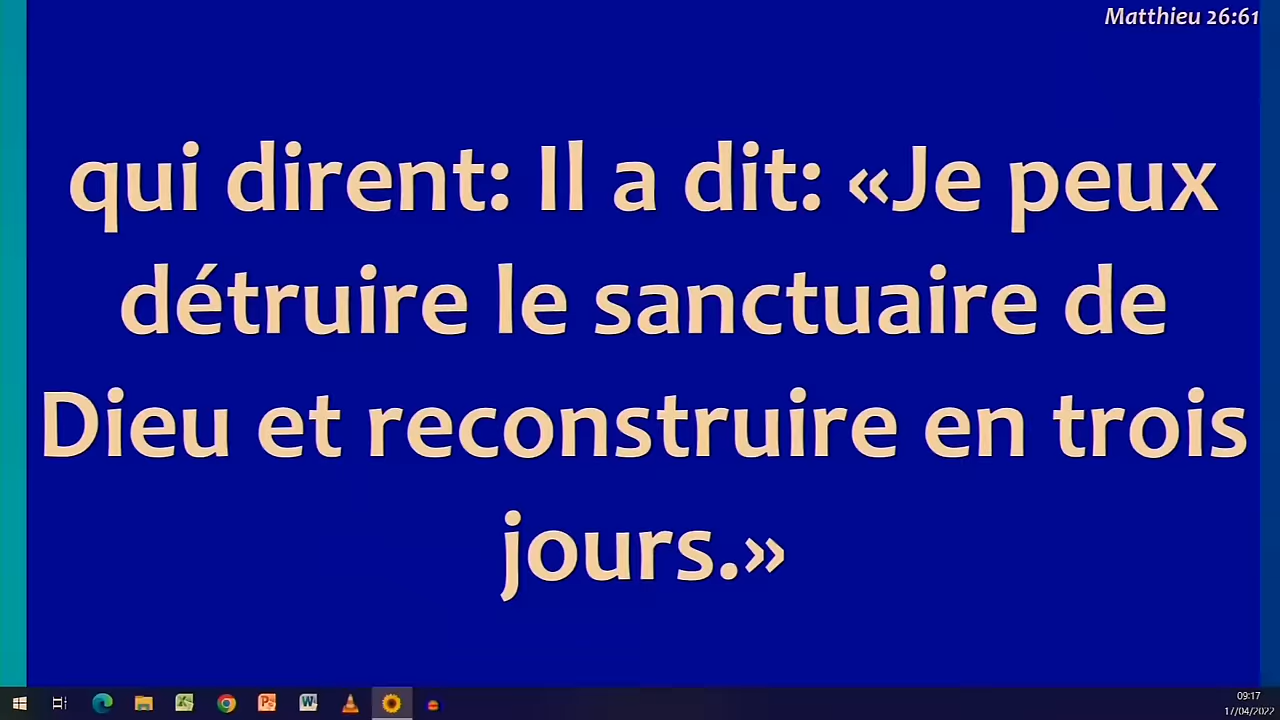 Matthieu 26:61
qui dirent: Il a dit: «Je peux
détruire le sanctuaire de
Dieu et reconstruire en trois
jours.»
09:17
17/04/2022